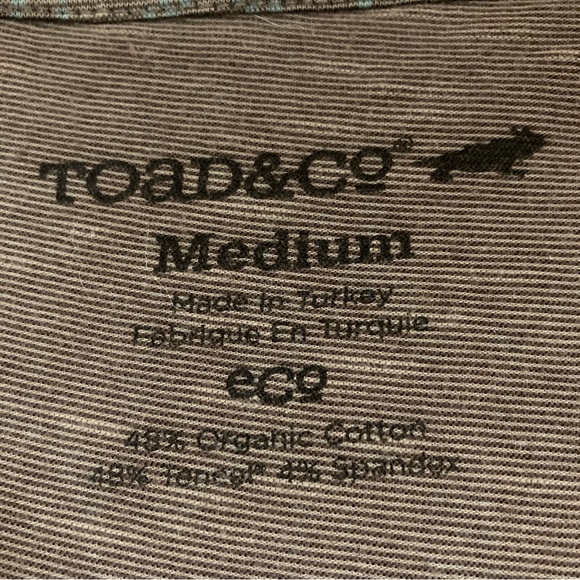 TOAD&CO®
Medium
Made In Turkey
Fabrique En Turquie
eco
48% Organic Cotton
48% Tencel® 4% Spandex